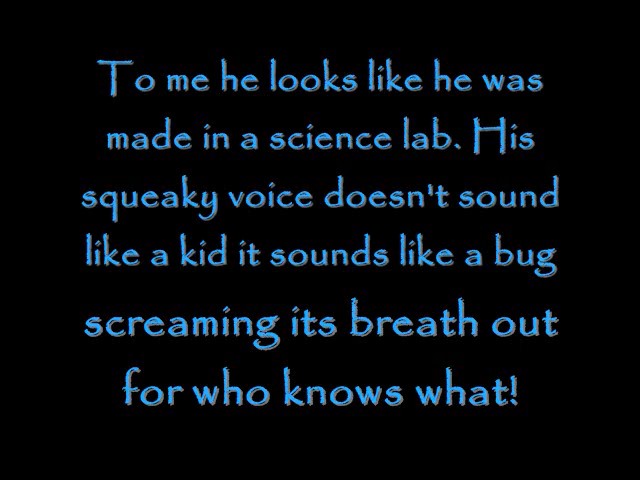 To me he looks like he was
made in a science lab. His
squeaky voice doesn't sound
like a kid it sounds like a bug
screaming its breath out
for who knows what!